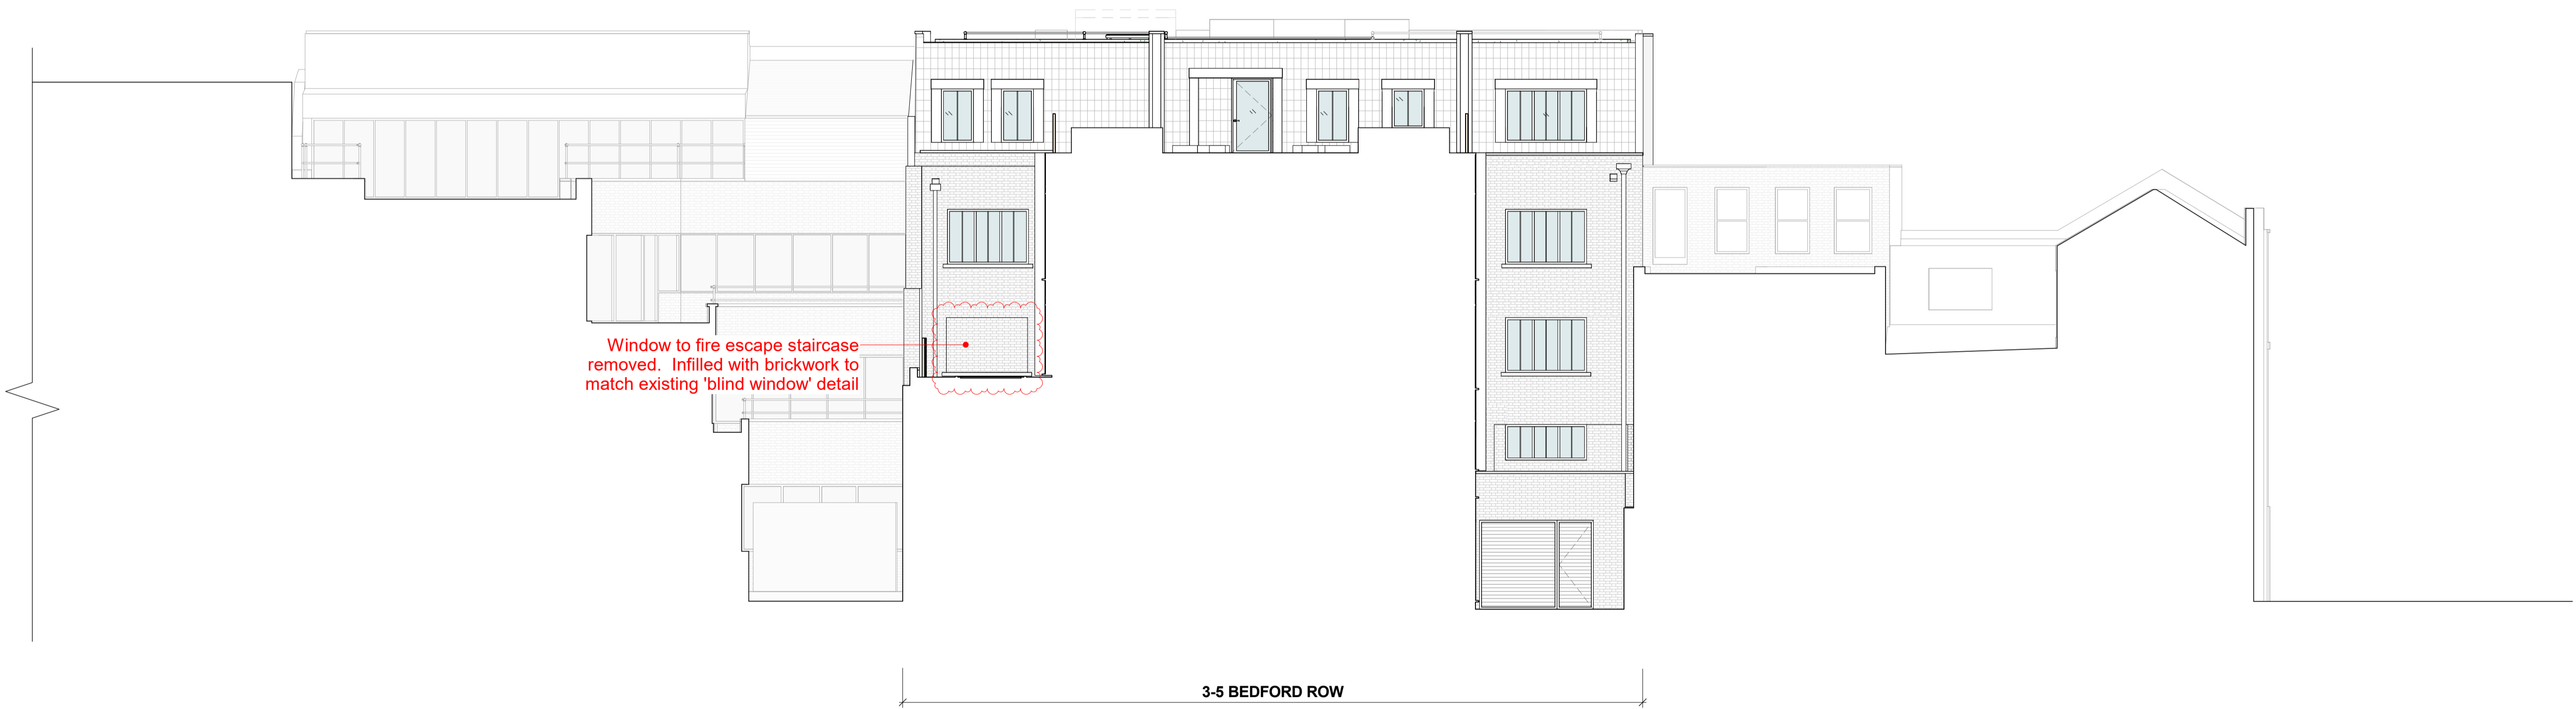 Window to fire escape staircase
removed. Infilled with brickwork to
match existing 'blind window' detail
3-5 BEDFORD ROW